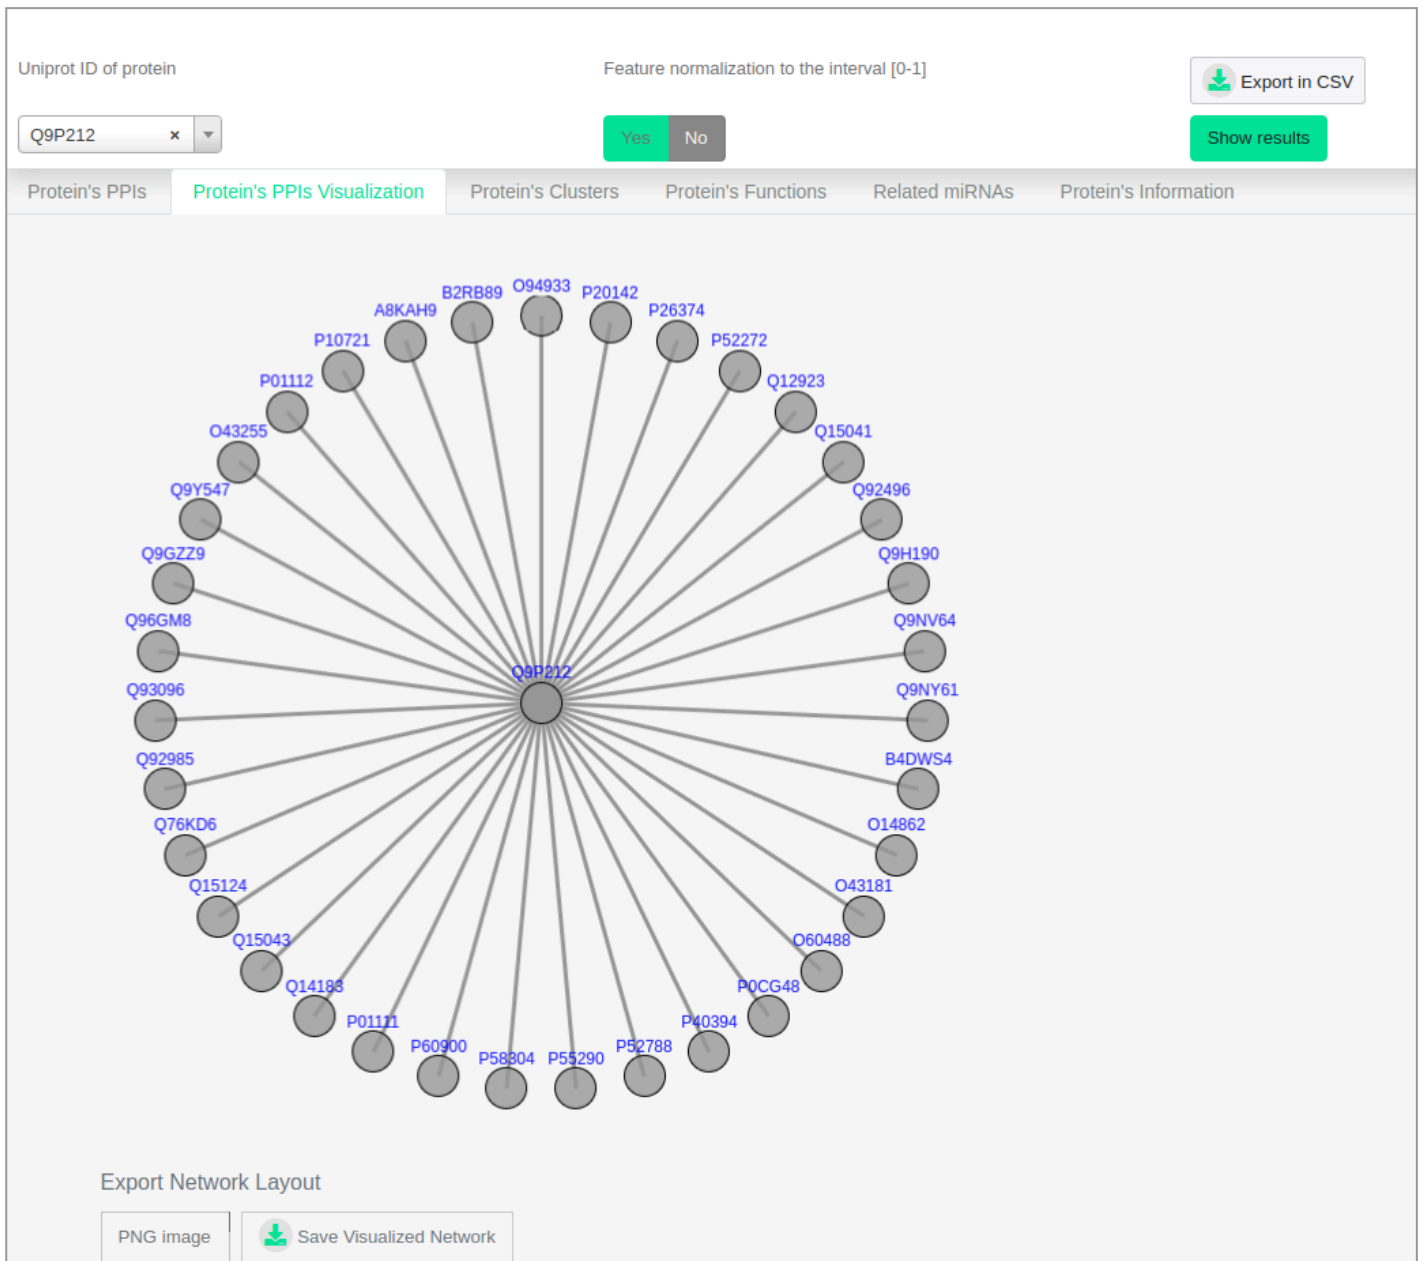 Uniprot ID of protein
Feature normalization to the interval [0-1]
Export in CSV
Q9P212 ×
Yes No
Show results
Protein's PPIs
Protein's PPIs Visualization
Protein's Clusters
Protein's Functions
Related miRNAs
Protein's Information
O94933
B2RB89
P20142
A8KAH9
P26374
P10721
P52272
P01112
Q12923
O43255
Q15041
Q9Y547
Q92496
Q9GZZ9
Q9H190
Q96GM8
Q9NV64
Q9P212
Q93096
Q9NY61
Q92985
B4DWS4
Q76KD6
O14862
Q15124
O43181
Q15043
O60488
Q14183
P0CG48
P01111
P40394
P60900
P52788
P58304
P55290
Export Network Layout
PNG image
Save Visualized Network